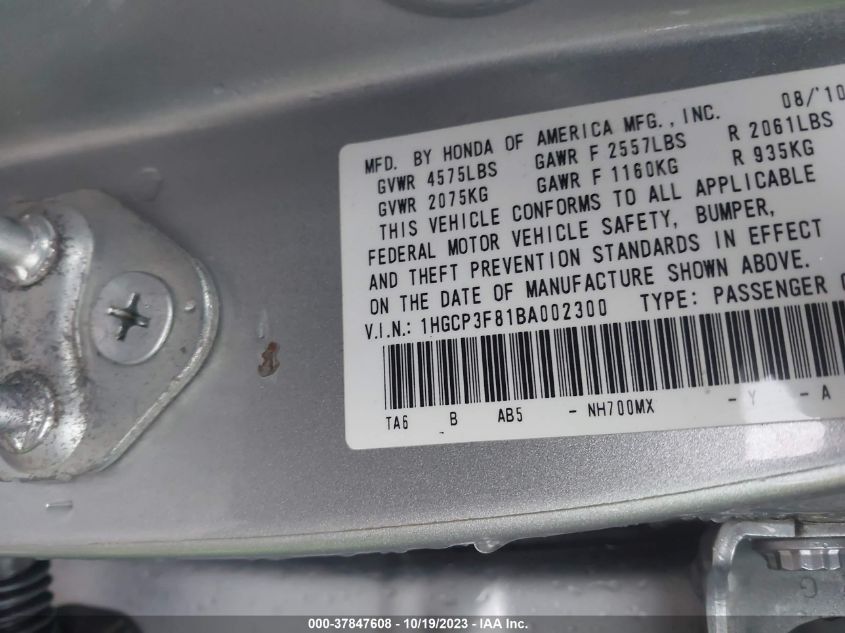 MFD. BY HONDA OF AMERICA MFG., INC. 08/'10
GVWR 4575LBS GAWR F 2557LBS R 2061LBS
GVWR 2075KG GAWR F 1160KG R 935KG
THIS VEHICLE CONFORMS TO ALL APPLICABLE
FEDERAL MOTOR VEHICLE SAFETY, BUMPER,
AND THEFT PREVENTION STANDARDS IN EFFECT
ON THE DATE OF MANUFACTURE SHOWN ABOVE.
V.I.N.: 1HGCP3F81BA002300 TYPE: PASSENGER
TA6 B AB5 - NH700MX - Y - A
G
000-37847608 - 10/19/2023 - IAA Inc.